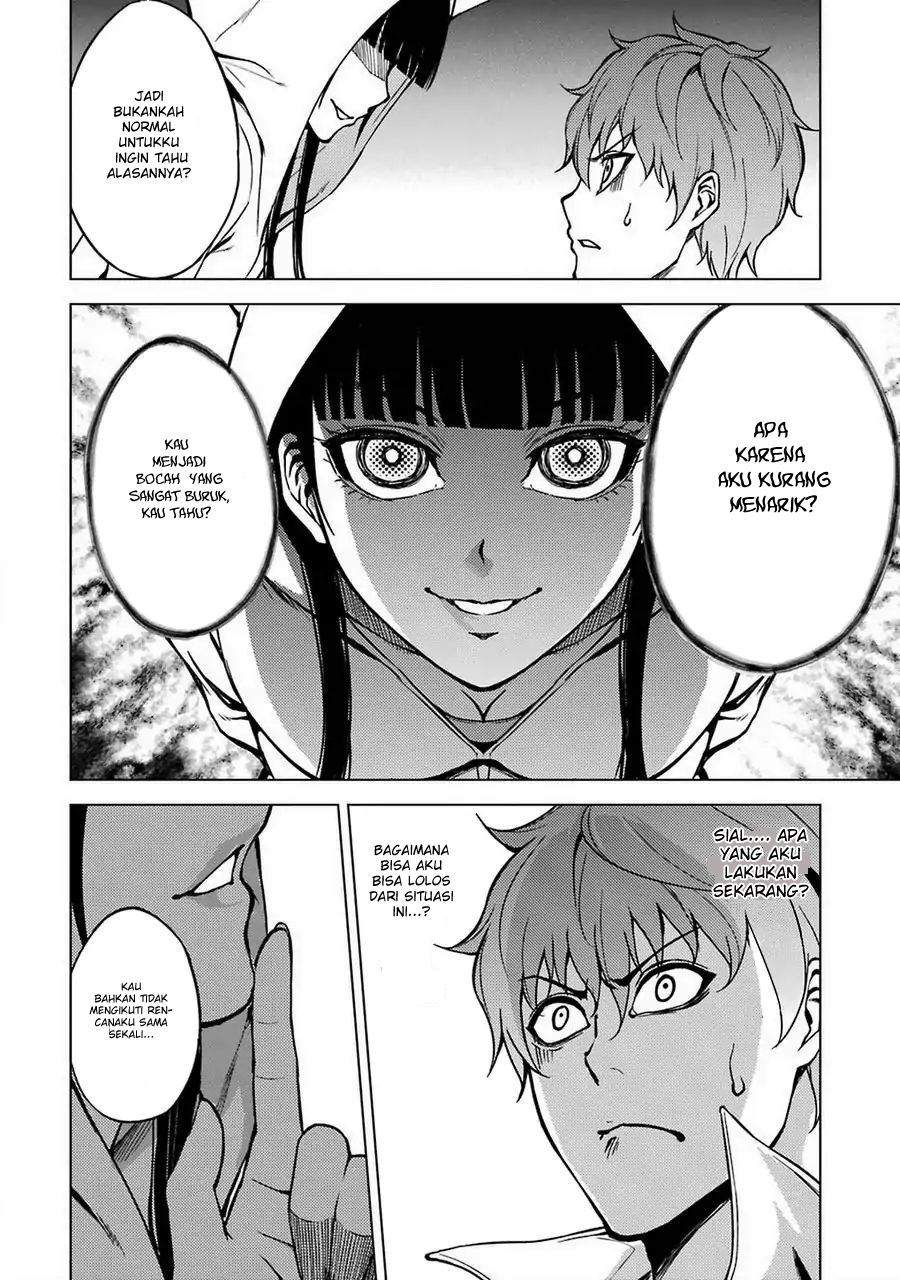 JADI
BUKANKAH
NORMAL
UNTUKKU
INGIN TAHU
ALASANNYA?
APA
KARENA
AKU KURANG
MENARIK?
KAU
MENJADI
BOCAH YANG
SANGAT BURUK,
KAU TAHU?
SIAL.... APA
YANG AKU
LAKUKAN
SEKARANG?
BAGAIMANA
BISA AKU
BISA LOLOS
DARI SITUASI
INI...?
KAU
BAHKAN TIDAK
MENGIKUTI REN-
CANAKU SAMA
SEKALI...